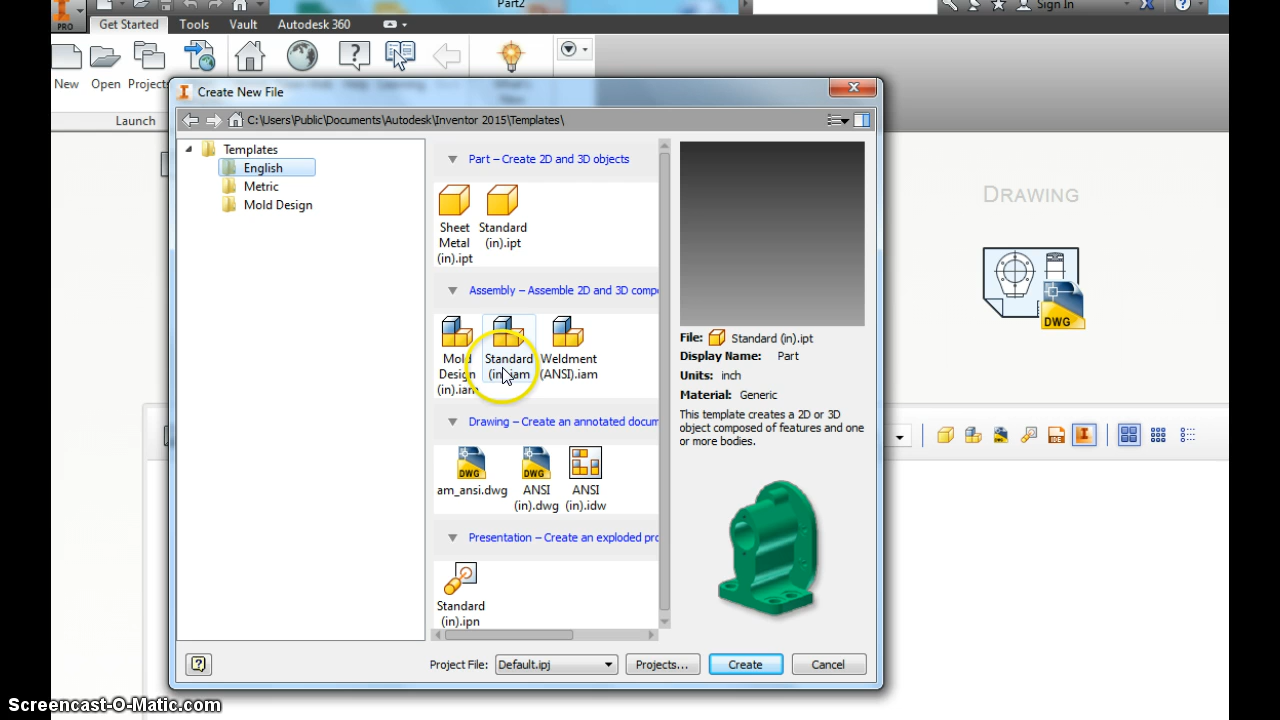 Part2
Sign In
PRO
Get Started Tools Vault Autodesk 360
New Open Projects
Launch
Create New File
C:\Users\Public\Documents\Autodesk\Inventor 2015\Templates\
Templates
English
Metric
Mold Design
Part – Create 2D and 3D objects
Sheet Metal (in).ipt
Standard (in).ipt
Assembly – Assemble 2D and 3D compo
Mold Design (in).iam
Standard (in).iam
Weldment (ANSI).iam
Drawing – Create an annotated docum
DWG DWG
am_ansi.dwg
ANSI (in).dwg
ANSI (in).idw
Presentation – Create an exploded pro
Standard (in).ipn
File: Standard (in).ipt
Display Name: Part
Units: inch
Material: Generic
This template creates a 2D or 3D
object composed of features and one
or more bodies.
Project File: Default.ipj Projects... Create Cancel
DRAWING
DWG
Screencast-O-Matic.com